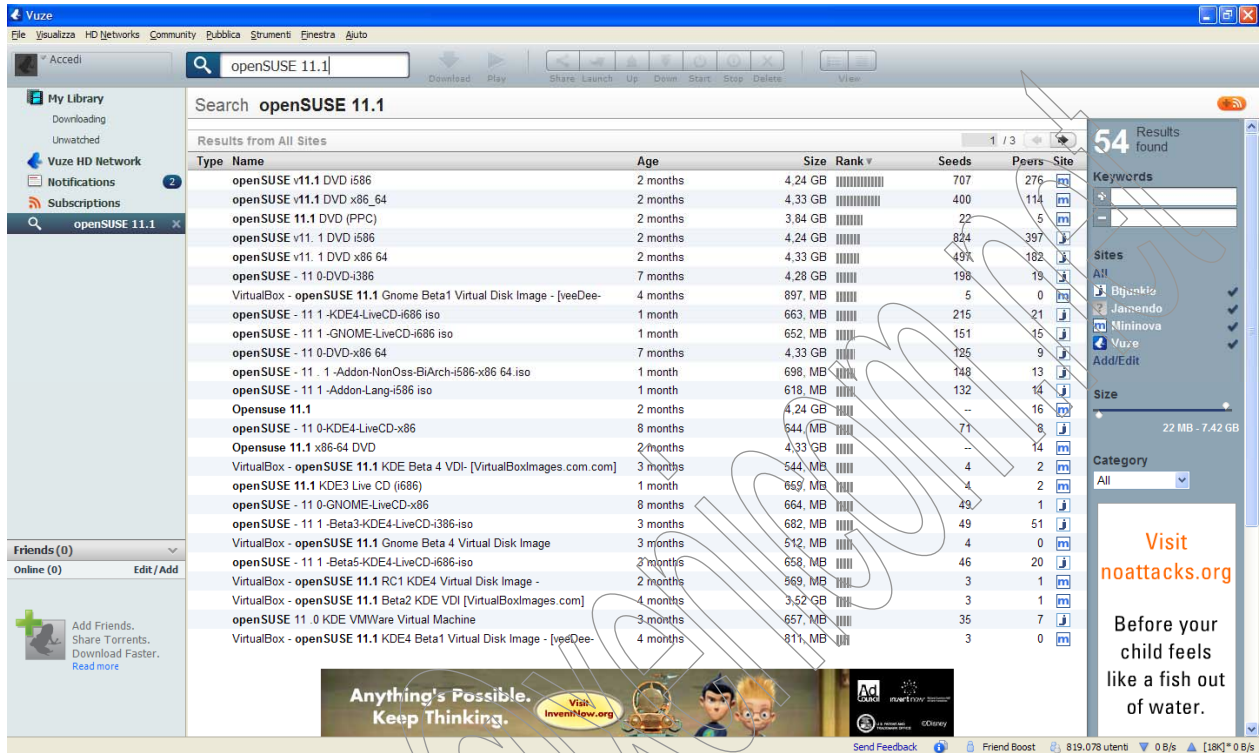 Vuze
File Visualizza HD Networks Community Pubblica Strumenti Finestra Aiuto
Accedi
openSUSE 11.1
Download Play Share Launch Up Down Start Stop Delete View
My Library
Downloading
Unwatched
Vuze HD Network
Notifications 2
Subscriptions
openSUSE 11.1
Search openSUSE 11.1
Results from All Sites 1 / 3
Type Name Age Size Rank Seeds Peers Site
openSUSE v11.1 DVD i586 2 months 4,24 GB 707 276 m
openSUSE v11.1 DVD x86_64 2 months 4,33 GB 400 114 m
openSUSE 11.1 DVD (PPC) 2 months 3,84 GB 22 5 m
openSUSE v11. 1 DVD i586 2 months 4,24 GB 824 397 j
openSUSE v11. 1 DVD x86 64 2 months 4,33 GB 497 182 j
openSUSE - 11 0-DVD-i386 7 months 4,28 GB 198 19 j
VirtualBox - openSUSE 11.1 Gnome Beta1 Virtual Disk Image - [veeDee- 4 months 897, MB 5 0 m
openSUSE - 11 1 -KDE4-LiveCD-i686 iso 1 month 663, MB 215 21 j
openSUSE - 11 1 -GNOME-LiveCD-i686 iso 1 month 652, MB 151 15 j
openSUSE - 11 0-DVD-x86 64 7 months 4,33 GB 125 9 j
openSUSE - 11 . 1 -Addon-NonOss-BiArch-i586-x86 64.iso 1 month 698, MB 148 13 j
openSUSE - 11 1 -Addon-Lang-i586 iso 1 month 618, MB 132 14 j
Opensuse 11.1 2 months 4,24 GB -- 16 m
openSUSE - 11 0-KDE4-LiveCD-x86 8 months 644, MB 71 8 j
Opensuse 11.1 x86-64 DVD 2 months 4,33 GB -- 14 m
VirtualBox - openSUSE 11.1 KDE Beta 4 VDI- [VirtualBoxImages.com.com] 3 months 544, MB 4 2 m
openSUSE 11.1 KDE3 Live CD (i686) 1 month 659, MB 4 2 m
openSUSE - 11 0-GNOME-LiveCD-x86 8 months 664, MB 49 1 j
openSUSE - 11 1 -Beta3-KDE4-LiveCD-i386-iso 3 months 682, MB 49 51 j
VirtualBox - openSUSE 11.1 Gnome Beta 4 Virtual Disk Image 3 months 512, MB 4 0 m
openSUSE - 11 1 -Beta5-KDE4-LiveCD-i686-iso 3 months 658, MB 46 20 j
VirtualBox - openSUSE 11.1 RC1 KDE4 Virtual Disk Image - 2 months 569, MB 3 1 m
VirtualBox - openSUSE 11.1 Beta2 KDE VDI [VirtualBoxImages.com] 4 months 3,52 GB 3 1 m
openSUSE 11 .0 KDE VMWare Virtual Machine 3 months 657, MB 35 7 j
VirtualBox - openSUSE 11.1 KDE4 Beta1 Virtual Disk Image - [veeDee- 4 months 811, MB 3 0 m
54 Results found
Keywords
Sites
All
Btjunkie
Jamendo
Mininova
Vuze
Add/Edit
Size
22 MB - 7.42 GB
Category
All
Visit
noattacks.org
Before your
child feels
like a fish out
of water.
Friends (0)
Online (0) Edit / Add
Add Friends.
Share Torrents.
Download Faster.
Read more
Anything's Possible.
Keep Thinking.
Visit
InventNow.org
Ad
Council
©Disney
Send Feedback Friend Boost 819.078 utenti 0 B/s [18K]* 0 B/s